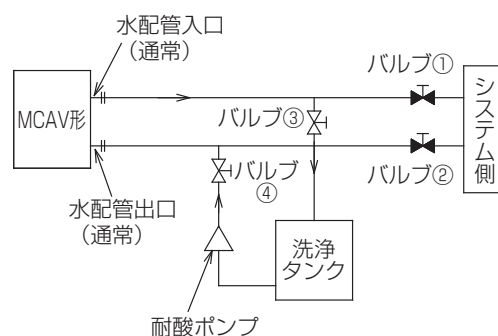 水配管入口
（通常）
バルブ①
シ
ス
テ
ム
側
MCAV形
バルブ③
バルブ②
バルブ
④
水配管出口
（通常）
洗浄
タンク
耐酸ポンプ